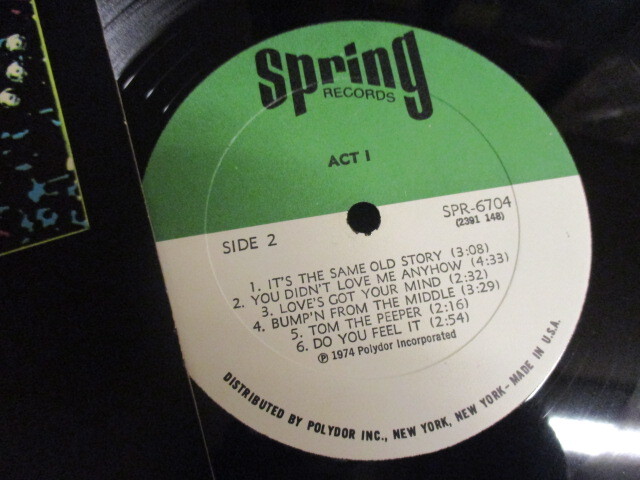 Spring
RECORDS
ACT I
SPR-6704
(2391 148)
SIDE 2
1. IT'S THE SAME OLD STORY (3:08)
2. YOU DIDN'T LOVE ME ANYHOW (4:33)
3. LOVE'S GOT YOUR MIND (2:32)
4. BUMP'N FROM THE MIDDLE (3:29)
5. TOM THE PEEPER (2:16)
6. DO YOU FEEL IT (2:54)
℗ 1974 Polydor Incorporated
DISTRIBUTED BY POLYDOR INC., NEW YORK, NEW YORK - MADE IN U.S.A.